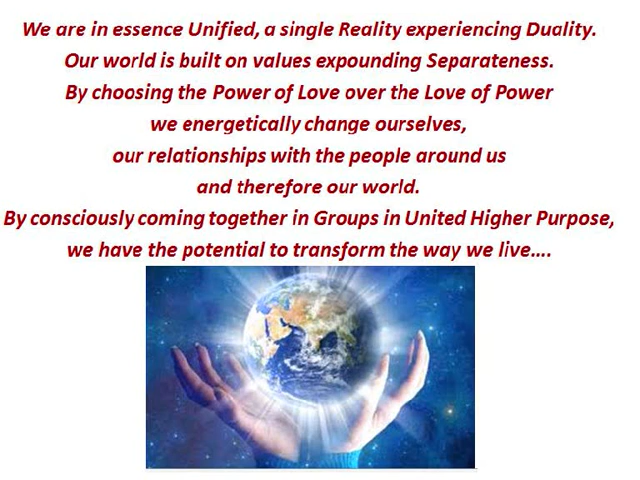 We are in essence Unified, a single Reality experiencing Duality.
Our world is built on values expounding Separateness.
By choosing the Power of Love over the Love of Power
we energetically change ourselves,
our relationships with the people around us
and therefore our world.
By consciously coming together in Groups in United Higher Purpose,
we have the potential to transform the way we live....